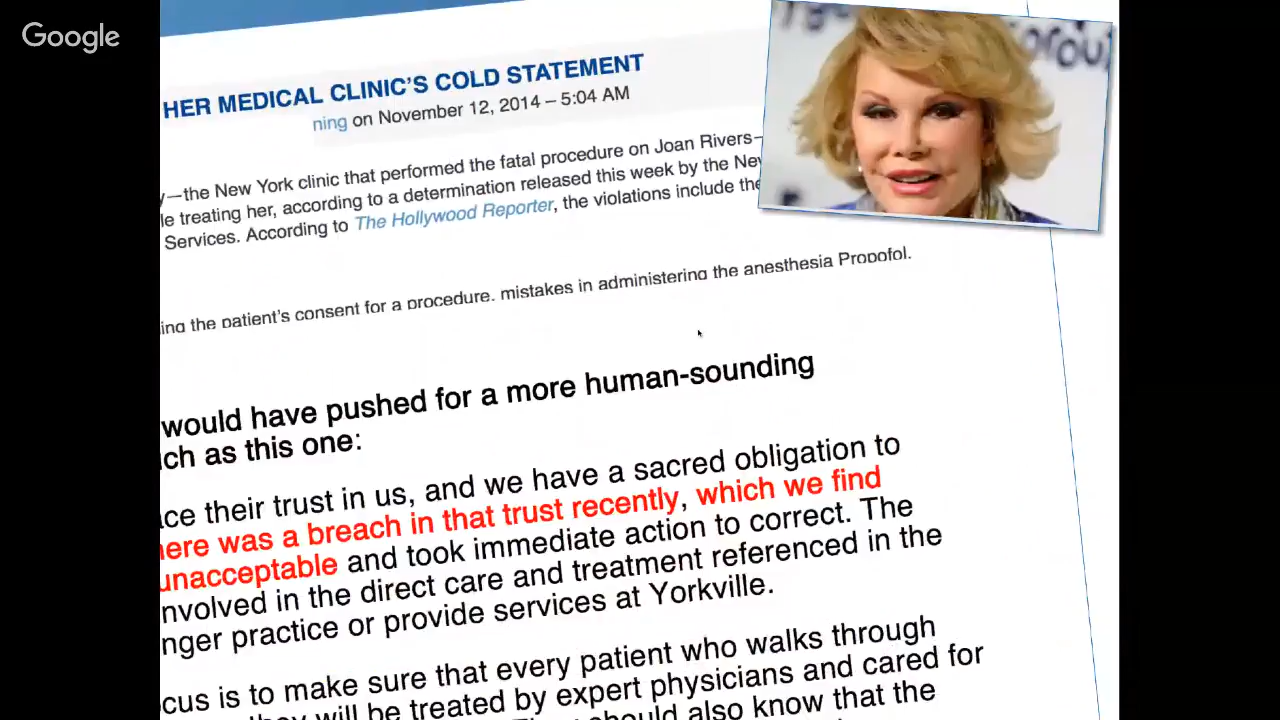 Google
HER MEDICAL CLINIC'S COLD STATEMENT
ning on November 12, 2014 – 5:04 AM
y—the New York clinic that performed the fatal procedure on Joan Rivers—
le treating her, according to a determination released this week by the Ne
Services. According to The Hollywood Reporter, the violations include the
ing the patient's consent for a procedure, mistakes in administering the anesthesia Propofol.
would have pushed for a more human-sounding
ch as this one:
ce their trust in us, and we have a sacred obligation to
here was a breach in that trust recently, which we find
unacceptable and took immediate action to correct. The
nvolved in the direct care and treatment referenced in the
nger practice or provide services at Yorkville.
cus is to make sure that every patient who walks through
they will be treated by expert physicians and cared for
should also know that the